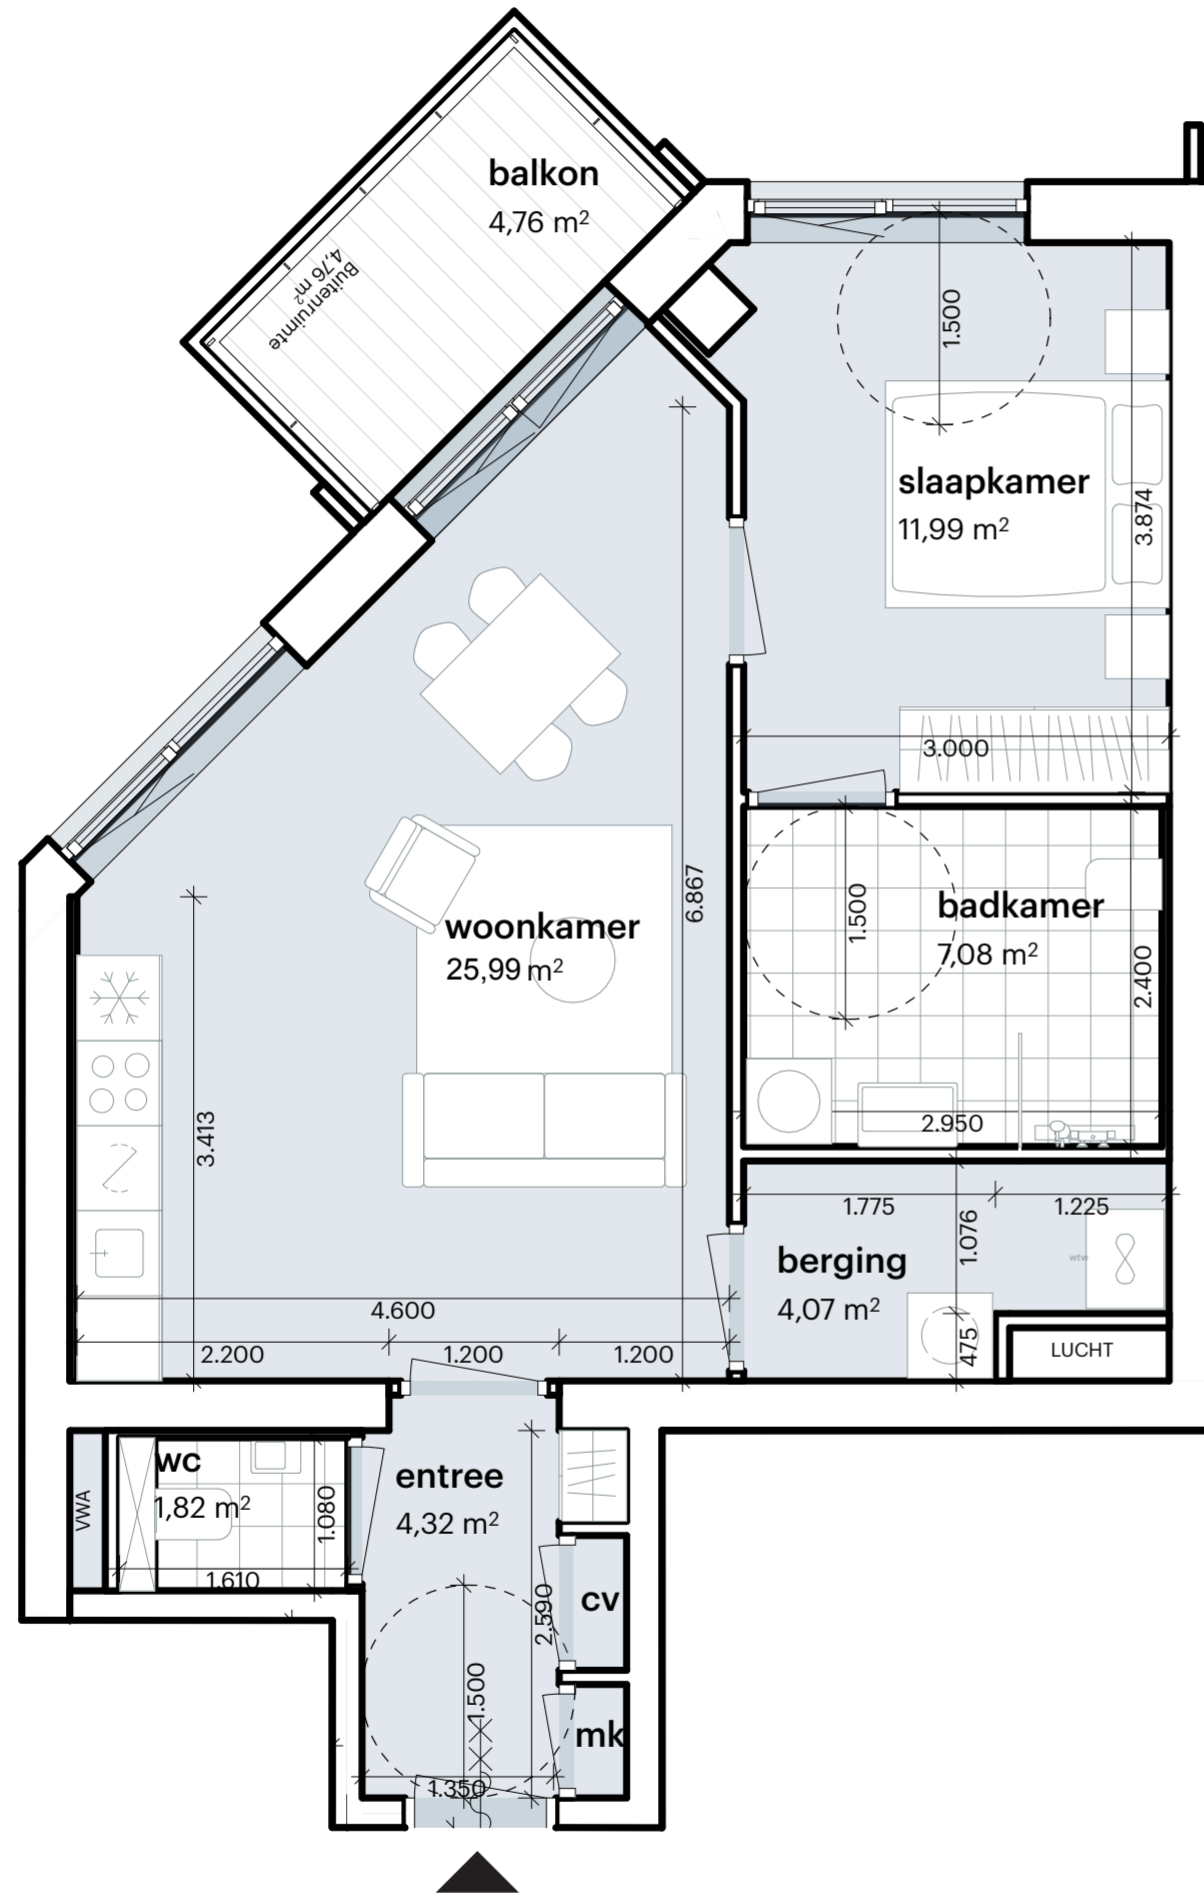 balkon
4,76 m²
Buitenruimte
4,76 m²
1.500
slaapkamer
11,99 m²
3.874
3.000
6.867
woonkamer
25,99 m²
1.500
badkamer
7,08 m²
2.400
2.950
3.413
1.775
1.225
1.076
berging
4,07 m²
wtw
475
LUCHT
4.600
2.200
1.200
1.200
wc
1,82 m²
VWA
1.080
1.610
entree
4,32 m²
2.590
cv
1.500
mk
1.350